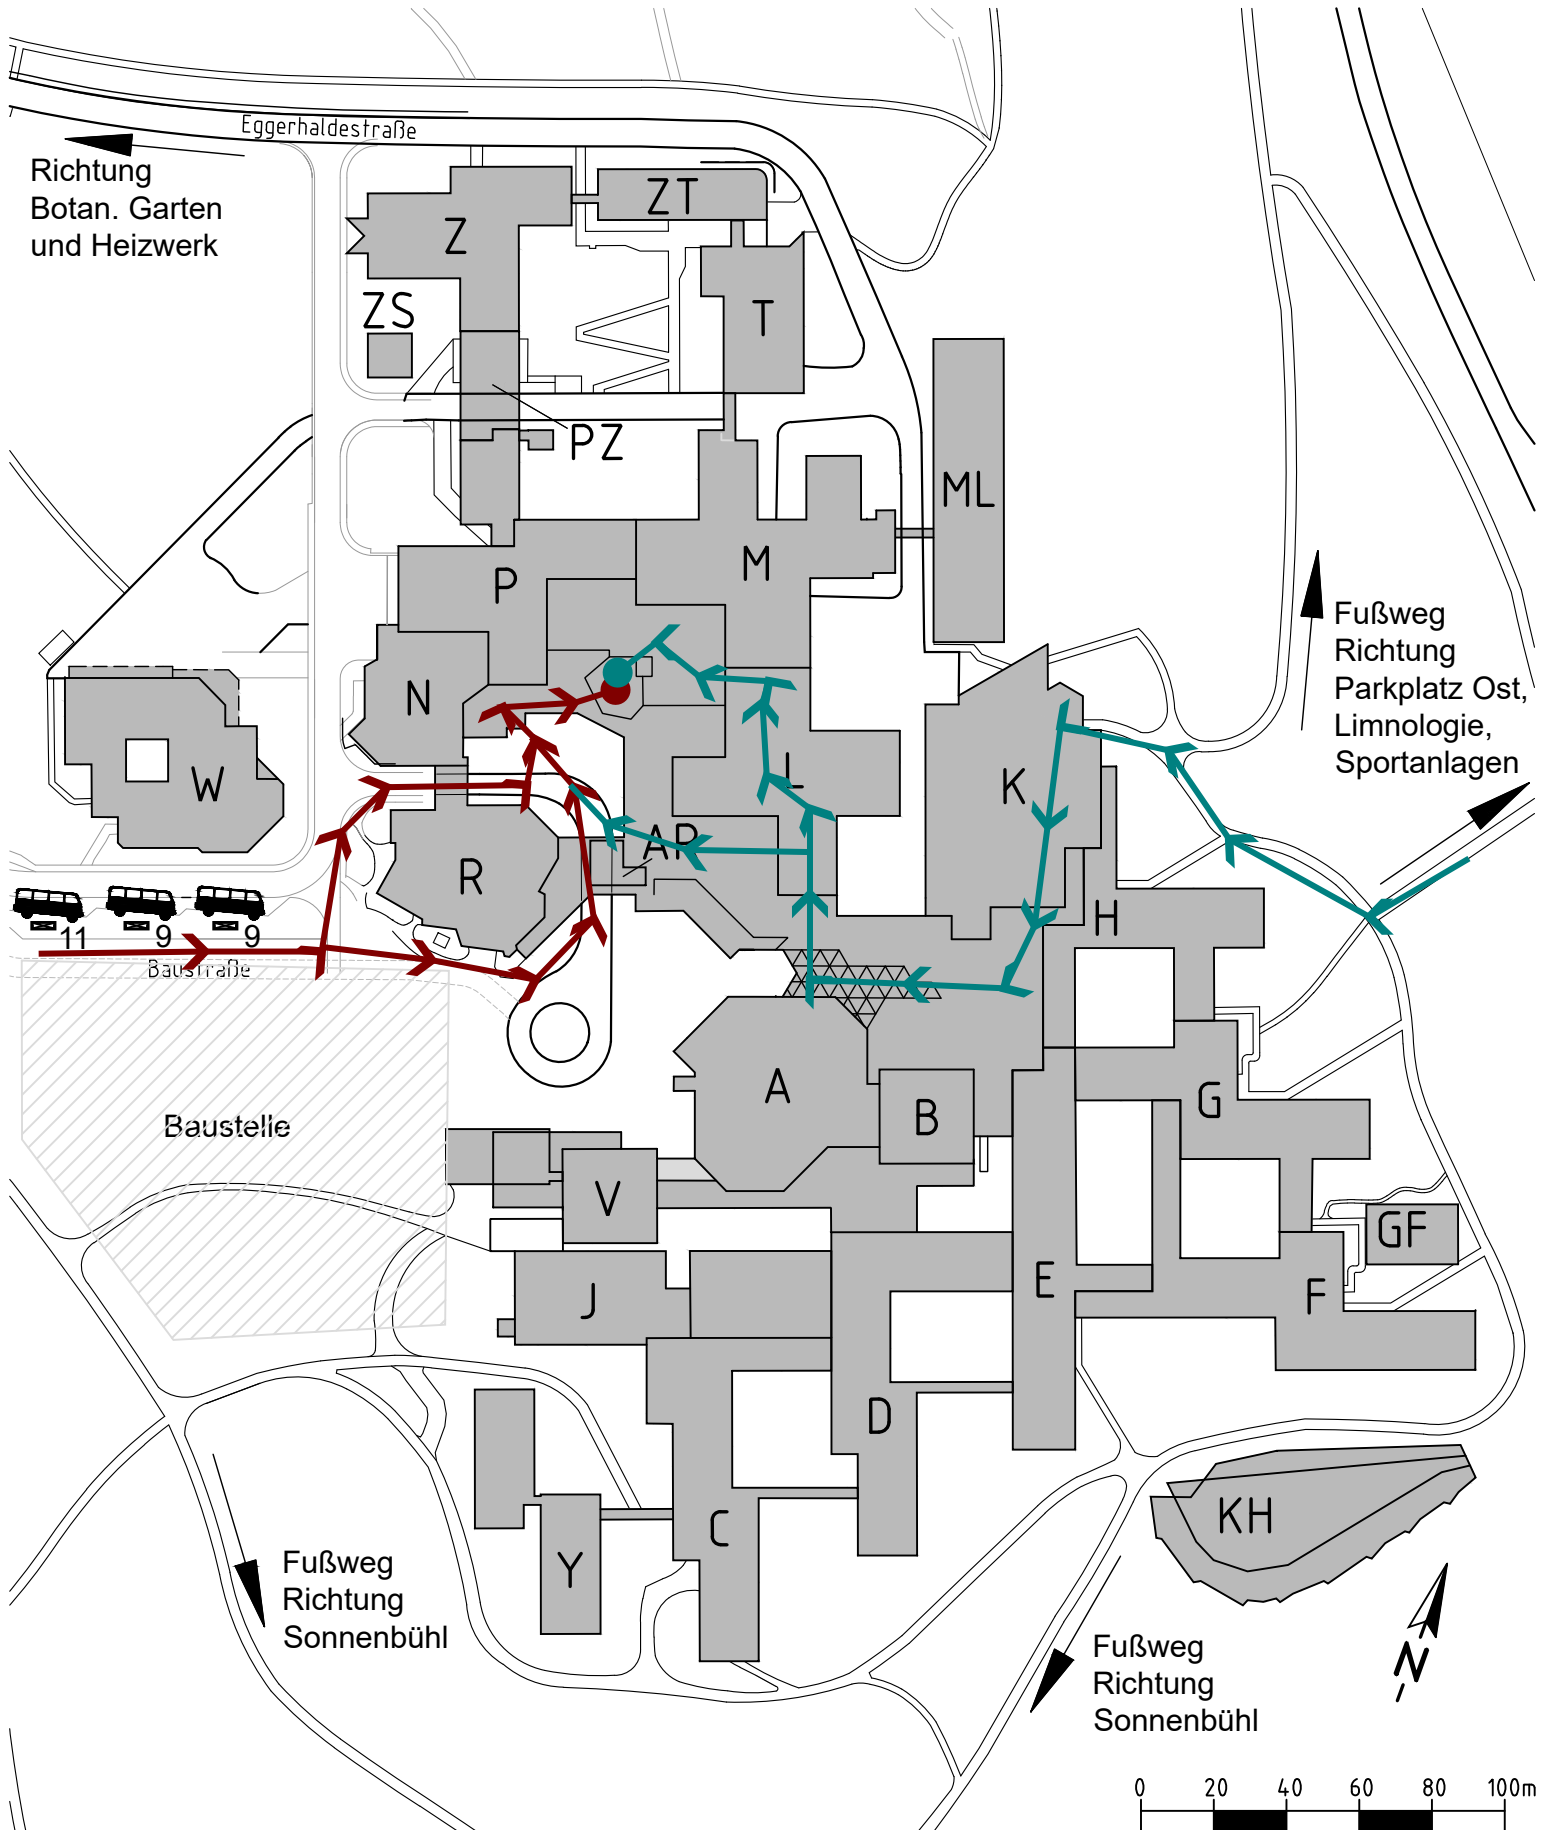 Eggerhaldestraße
Richtung
Botan. Garten
und Heizwerk
ZT
Z
ZS
T
PZ
ML
M
P
Fußweg
Richtung
Parkplatz Ost,
Limnologie,
Sportanlagen
N
W
L
K
AR
R
H
11
9
9
Baustraße
A
B
G
Baustelle
V
GF
E
J
F
D
C
KH
Y
Fußweg
Richtung
Sonnenbühl
Fußweg
Richtung
Sonnenbühl
N
0 20 40 60 80 100m